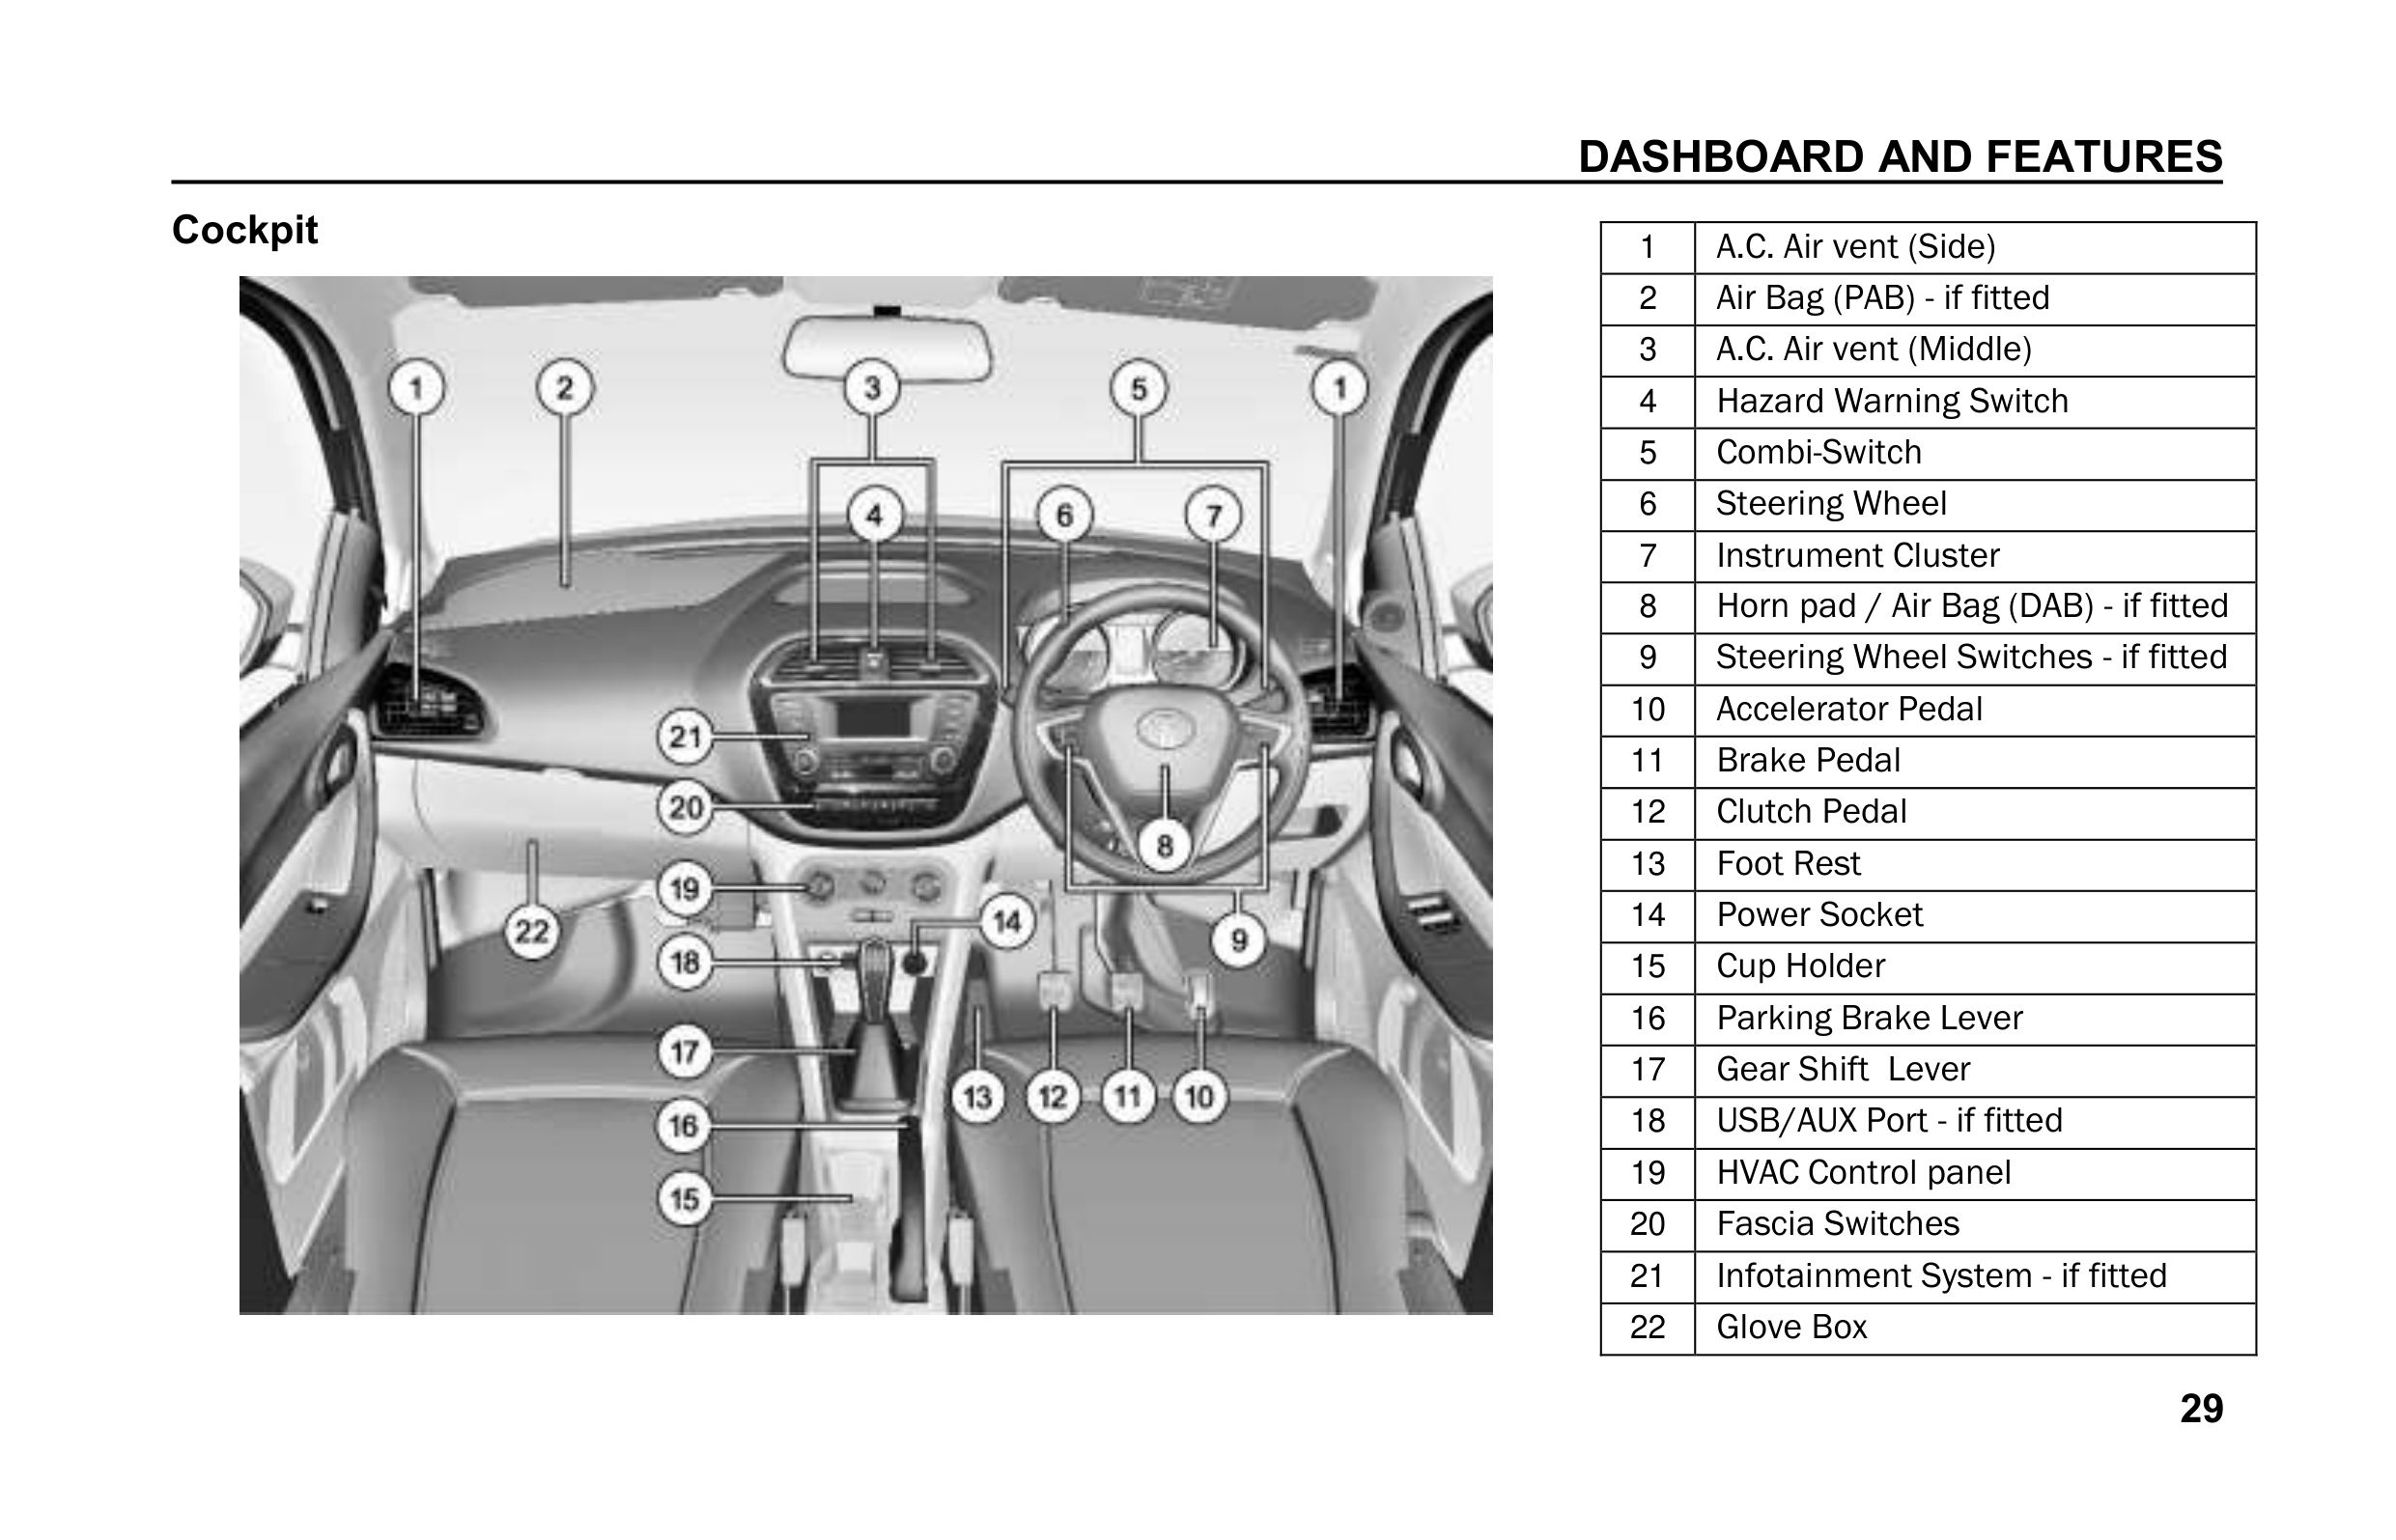 DASHBOARD AND FEATURES
Cockpit
1 2 3 5 1
4 6 7
21
20
8
19
22 14 9
18
17
13 12 11 10
16
15
1 A.C. Air vent (Side)
2 Air Bag (PAB) - if fitted
3 A.C. Air vent (Middle)
4 Hazard Warning Switch
5 Combi-Switch
6 Steering Wheel
7 Instrument Cluster
8 Horn pad / Air Bag (DAB) - if fitted
9 Steering Wheel Switches - if fitted
10 Accelerator Pedal
11 Brake Pedal
12 Clutch Pedal
13 Foot Rest
14 Power Socket
15 Cup Holder
16 Parking Brake Lever
17 Gear Shift  Lever
18 USB/AUX Port - if fitted
19 HVAC Control panel
20 Fascia Switches
21 Infotainment System - if fitted
22 Glove Box
29